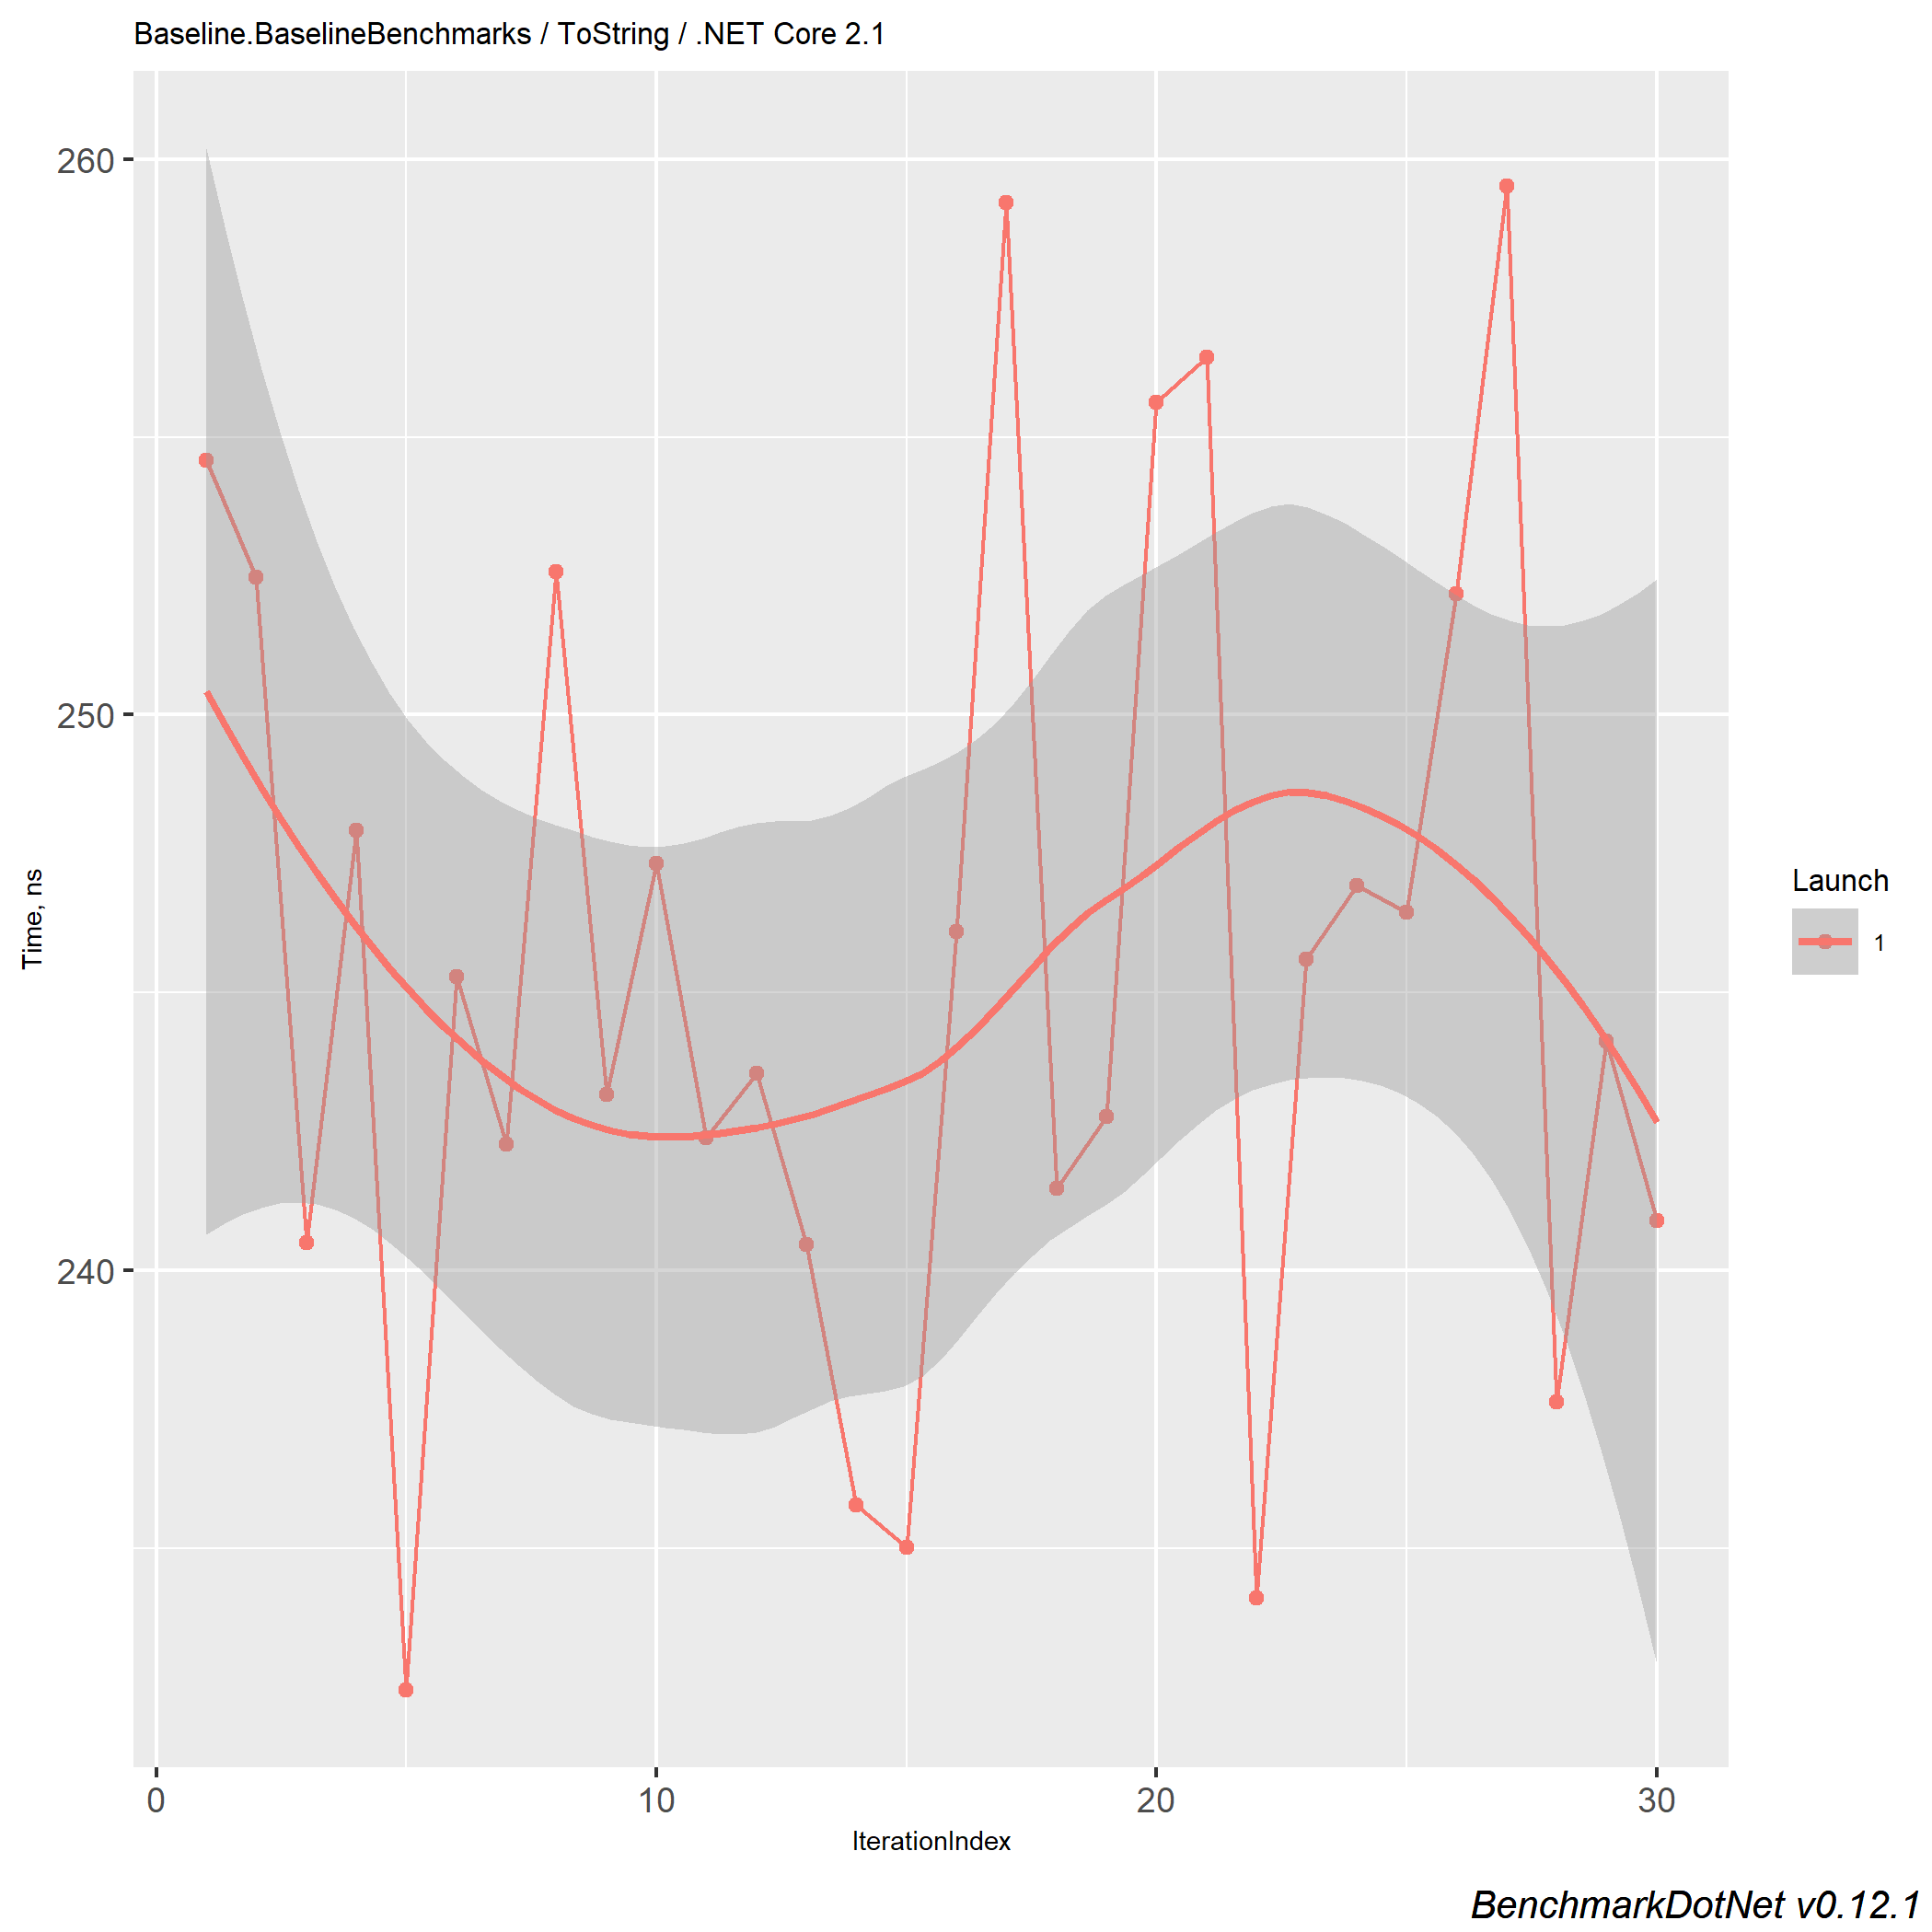 Baseline.BaselineBenchmarks / ToString / .NET Core 2.1
260
250
240
Time, ns
0 10 20 30
IterationIndex
Launch
1
BenchmarkDotNet v0.12.1